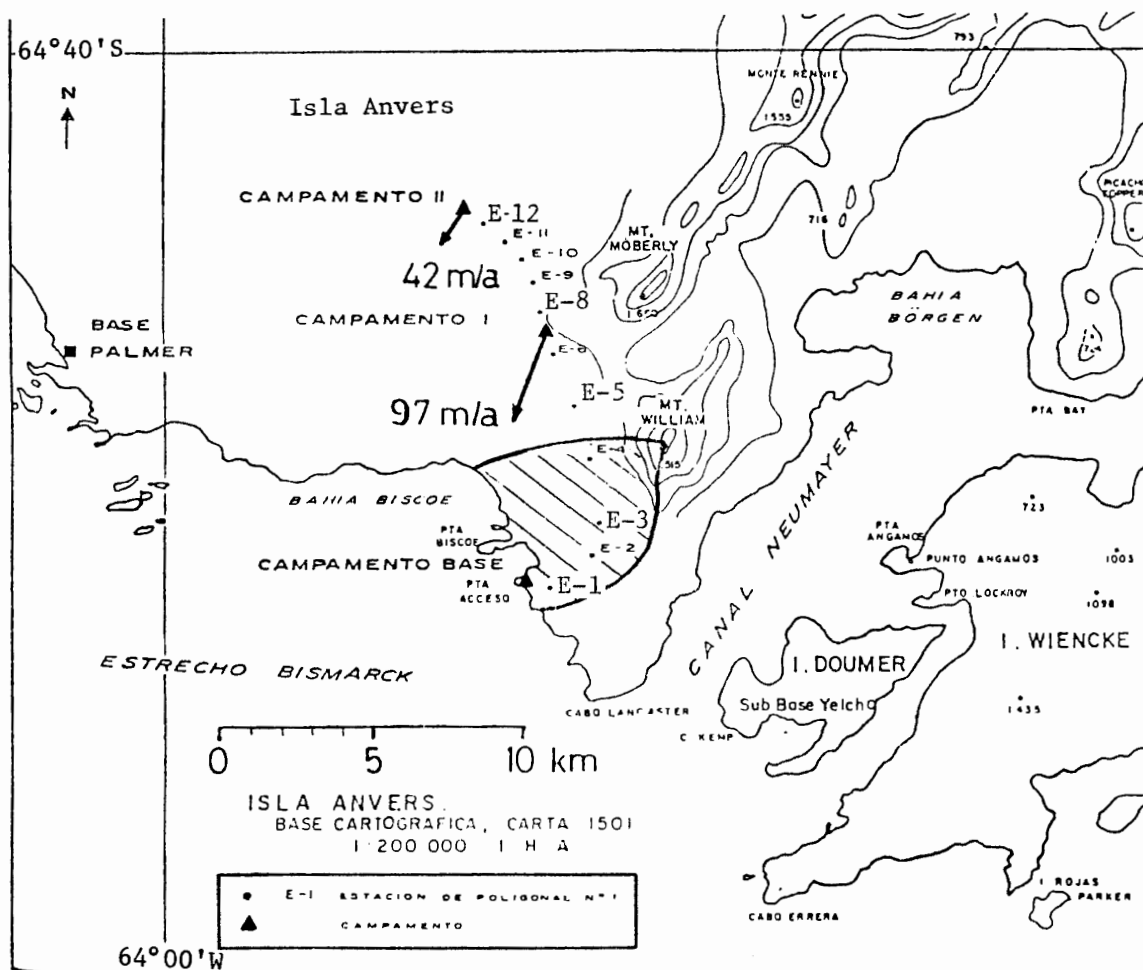 64°40'S
793
N
MONTE RENNIE
Isla Anvers
1555
CAMPAMENTO II
E-12
E-11
E-10
E-9
716
MT.
MOBERLY
42 m/a
E-8
BAHIA
BÖRGEN
CAMPAMENTO I
BASE
PALMER
E-6
E-5
97 m/a
MT.
WILLIAM
PTA BAY
E-4
BAHIA BISCOE
CANAL NEUMAYER
PTA
BISCOE
E-3
E-2
723
PTA
ANGAMOS
PUNTO ANGAMOS
1003
CAMPAMENTO BASE
PTA
ACCESO
E-1
PTO LOCKROY
1098
ESTRECHO BISMARCK
I. WIENCKE
I. DOUMER
Sub Base Yelcho
CABO LANCASTER
C. KEMP
1435
0 5 10 km
ISLA ANVERS.
BASE CARTOGRAFICA, CARTA 1501
1:200 000 I H A
E-1 ESTACION DE POLIGONAL Nº 1
CAMPAMENTO
CABO ERRERA
I. ROJAS
PARKER
64°00'W